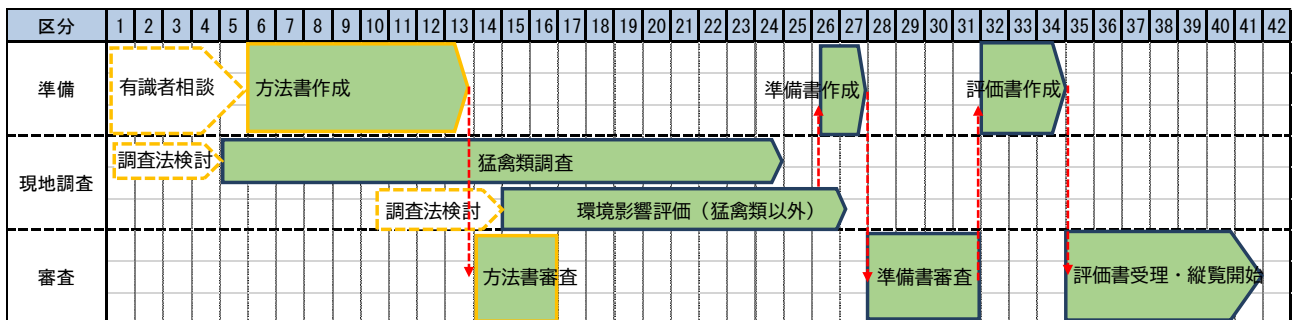 区分 1 2 3 4 5 6 7 8 9 10 11 12 13 14 15 16 17 18 19 20 21 22 23 24 25 26 27 28 29 30 31 32 33 34 35 36 37 38 39 40 41 42
準備 有識者相談 方法書作成 準備書作成 評価書作成
調査法検討 猛禽類調査
現地調査
調査法検討 環境影響評価（猛禽類以外）
審査 方法書審査 準備書審査 評価書受理・縦覧開始